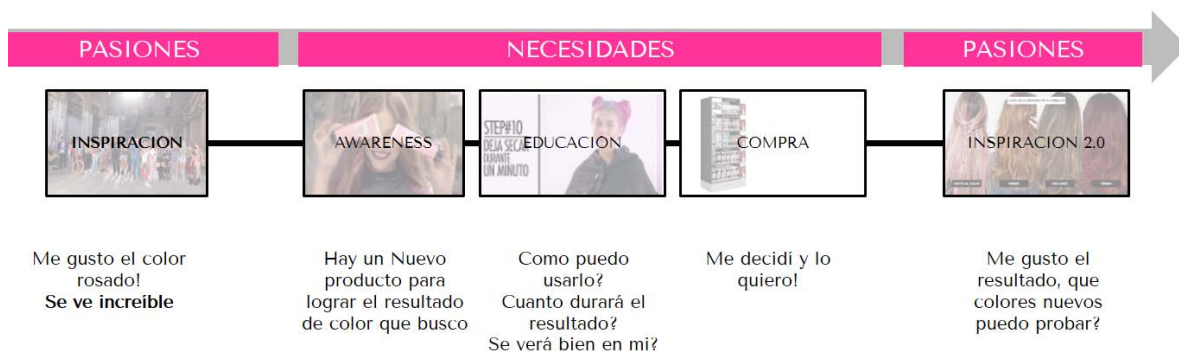 PASIONES
NECESIDADES
PASIONES
INSPIRACION
AWARENESS
STEP#10
DEJA SECAR
DURANTE
UN MINUTO
EDUCACION
COMPRA
INSPIRACION 2.0
Me gusto el color
rosado!
Se ve increíble
Hay un Nuevo
producto para
lograr el resultado
de color que busco
Como puedo
usarlo?
Cuanto durará el
resultado?
Se verá bien en mi?
Me decidí y lo
quiero!
Me gusto el
resultado, que
colores nuevos
puedo probar?